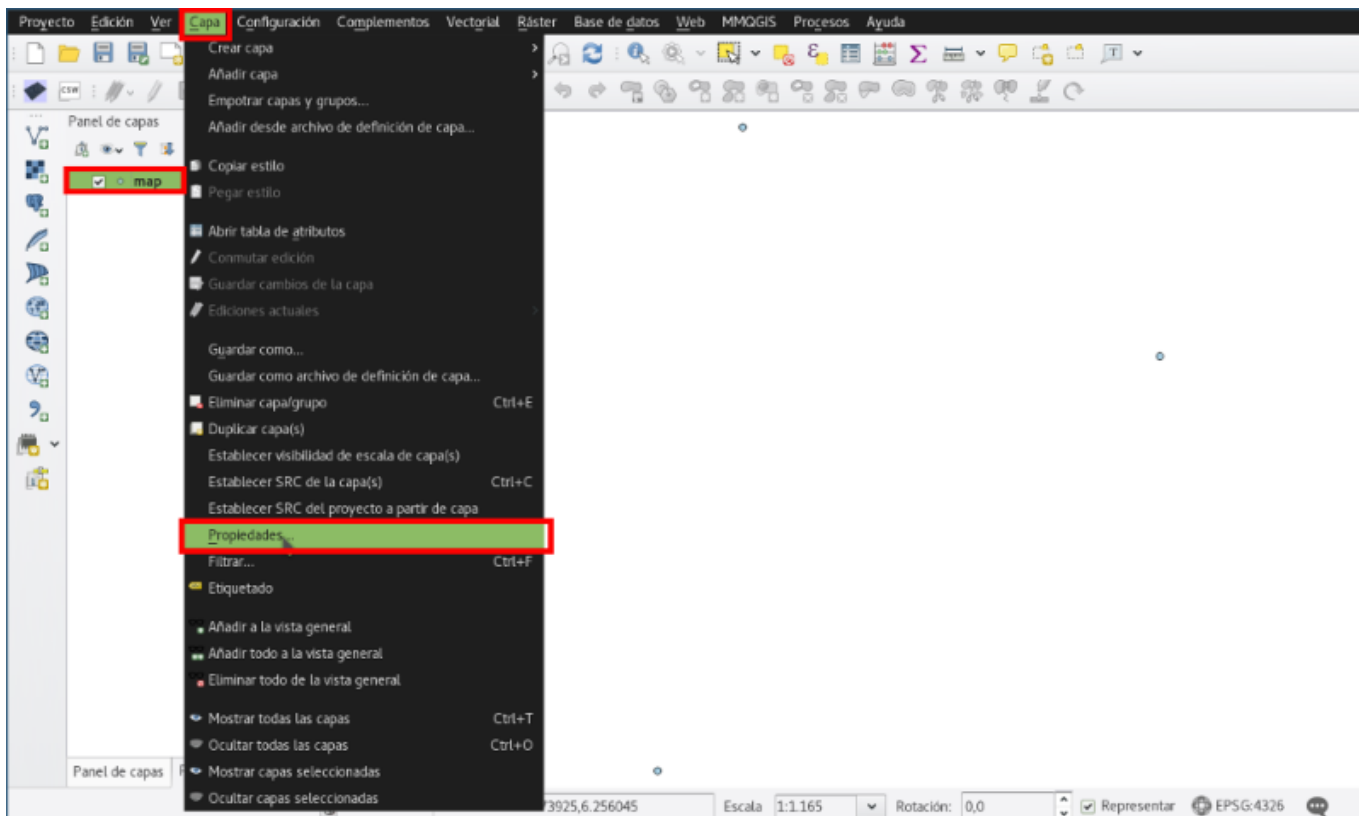 Proyecto Edición Ver Capa Configuración Complementos Vectorial Ráster Base de datos Web MMQGIS Procesos Ayuda
CSW
Panel de capas
map
Crear capa
Añadir capa
Empotrar capas y grupos...
Añadir desde archivo de definición de capa...
Copiar estilo
Pegar estilo
Abrir tabla de atributos
Conmutar edición
Guardar cambios de la capa
Ediciones actuales
Guardar como...
Guardar como archivo de definición de capa...
Eliminar capa/grupo Ctrl+E
Duplicar capa(s)
Establecer visibilidad de escala de capa(s)
Establecer SRC de la capa(s) Ctrl+C
Establecer SRC del proyecto a partir de capa
Propiedades...
Filtrar... Ctrl+F
Etiquetado
Añadir a la vista general
Añadir todo a la vista general
Eliminar todo de la vista general
Mostrar todas las capas Ctrl+T
Ocultar todas las capas Ctrl+O
Mostrar capas seleccionadas
Ocultar capas seleccionadas
Panel de capas
3925,6.256045 Escala 1:1.165 Rotación: 0,0 Representar EPSG:4326